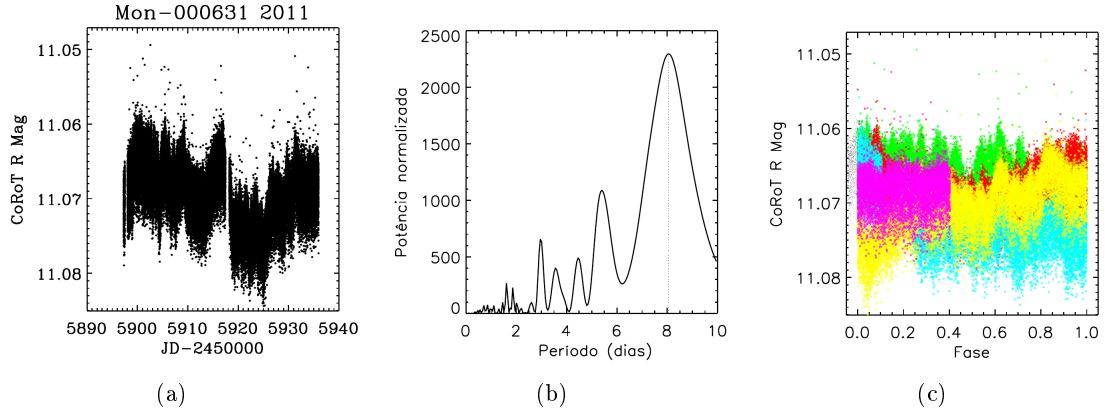 Mon-000631 2011
CoRoT R Mag
11.05
11.06
11.07
11.08
5890 5900 5910 5920 5930 5940
JD-2450000
(a)
Potência normalizada
2500
2000
1500
1000
500
0
0 2 4 6 8 10
Período (dias)
(b)
CoRoT R Mag
11.05
11.06
11.07
11.08
0.0 0.2 0.4 0.6 0.8 1.0
Fase
(c)